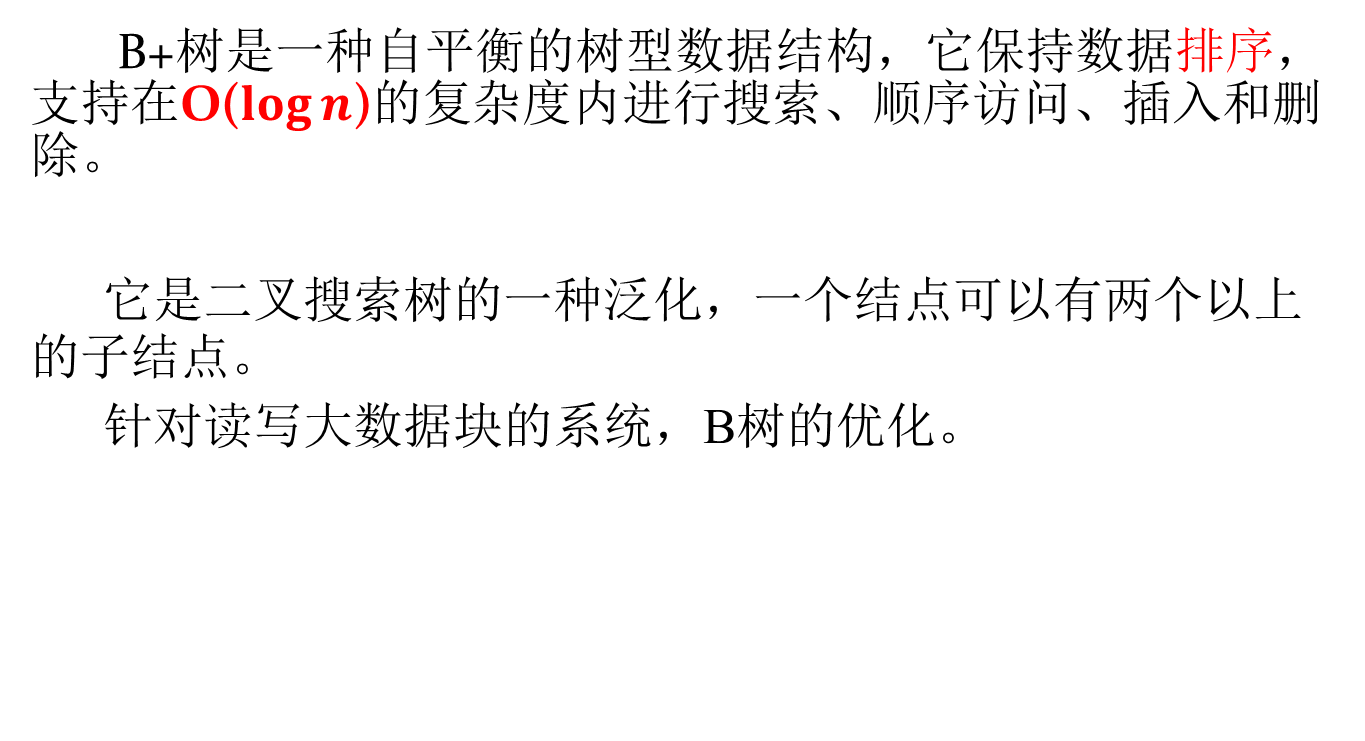 B+树是一种自平衡的树型数据结构，它保持数据排序，
支持在O(log n)的复杂度内进行搜索、顺序访问、插入和删
除。
它是二叉搜索树的一种泛化，一个结点可以有两个以上
的子结点。
针对读写大数据块的系统，B树的优化。